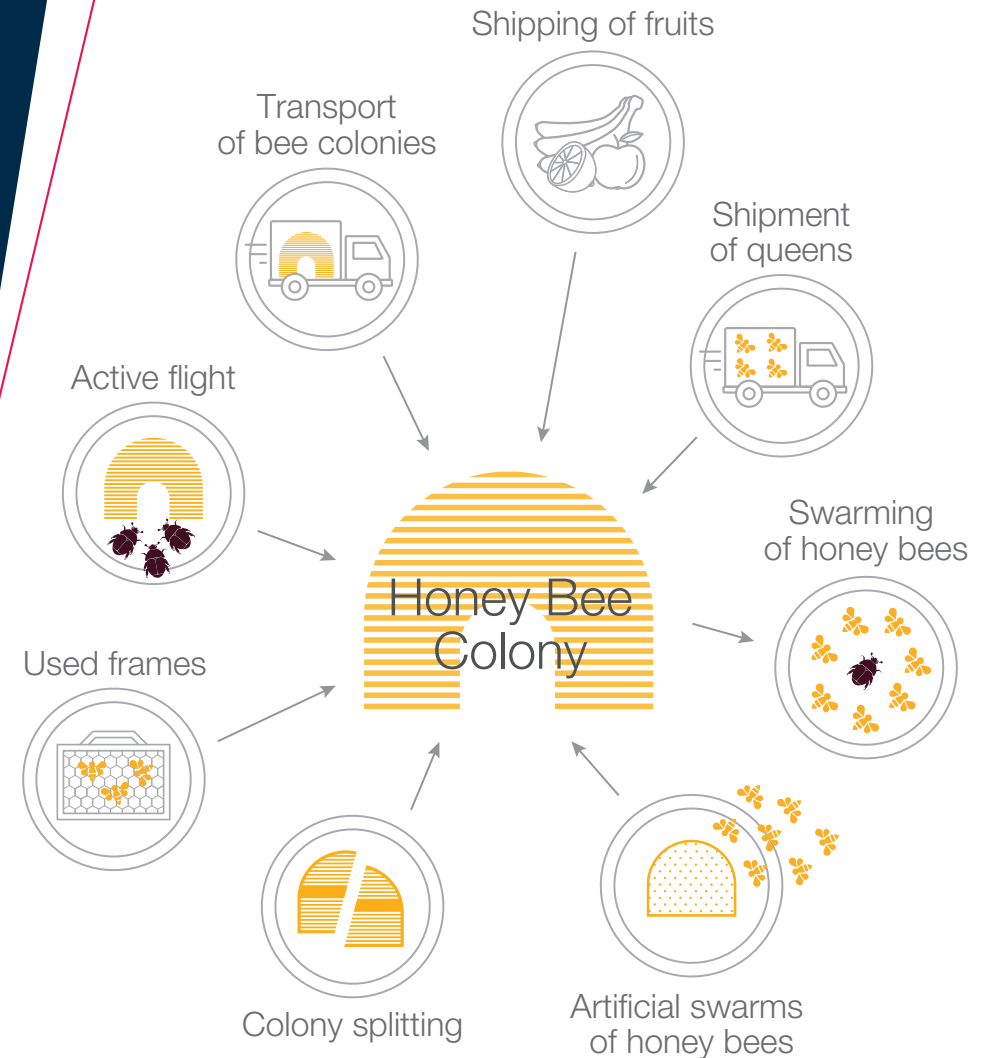 Shipping of fruits
Transport
of bee colonies
Shipment
of queens
Active flight
Swarming
of honey bees
Honey Bee
Colony
Used frames
Colony splitting
Artificial swarms
of honey bees